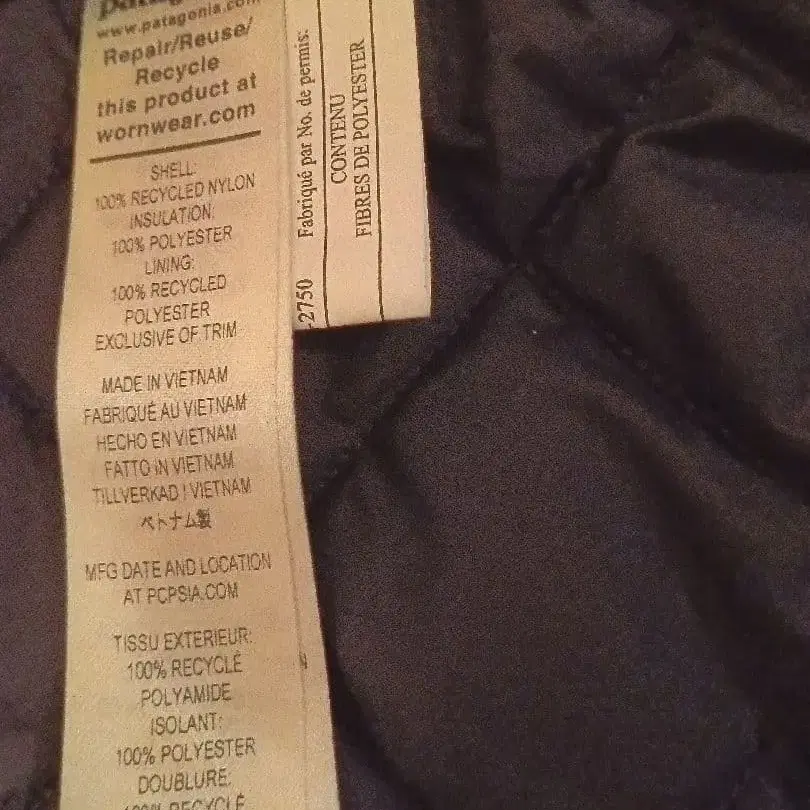 www.patagonia.com
Repair/Reuse/
Recycle
this product at
wornwear.com
SHELL:
100% RECYCLED NYLON
INSULATION:
100% POLYESTER
LINING:
100% RECYCLED
POLYESTER
EXCLUSIVE OF TRIM
MADE IN VIETNAM
FABRIQUÉ AU VIETNAM
HECHO EN VIETNAM
FATTO IN VIETNAM
TILLVERKAD I VIETNAM
ベトナム製
MFG DATE AND LOCATION
AT PCPSIA.COM
TISSU EXTERIEUR:
100% RECYCLÉ
POLYAMIDE
ISOLANT:
100% POLYESTER
DOUBLURE:
100% RECYCLÉ
-2750
Fabriqué par No. de permis:
CONTENU
FIBRES DE POLYESTER